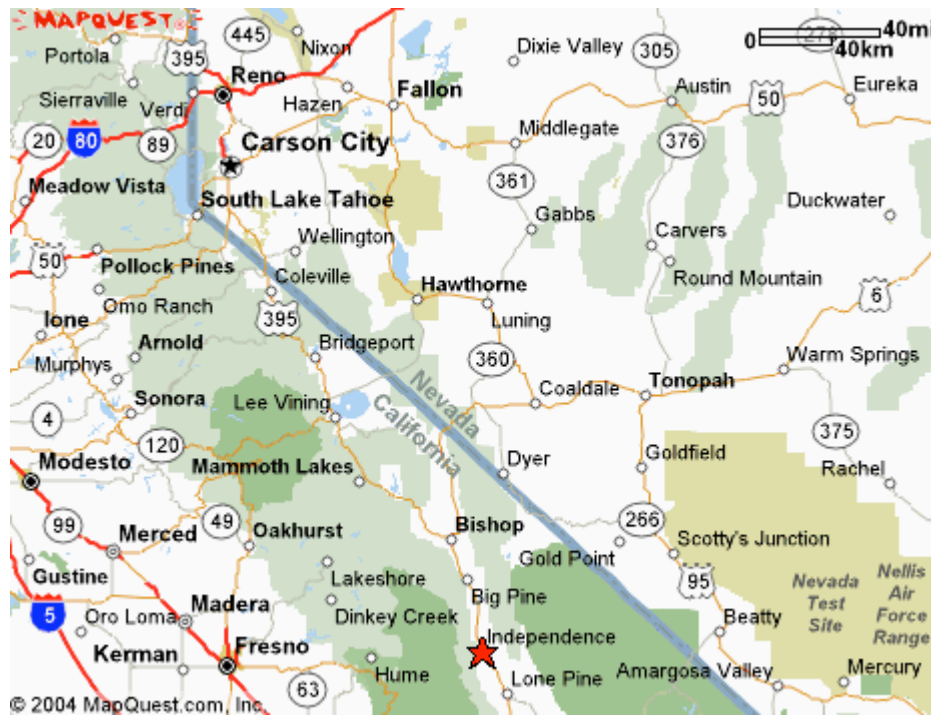 MAPQUEST
40mi
0
40km
278
Portola
395
445
Nixon
Dixie Valley
305
Reno
Sierraville
Verdi
Hazen
Fallon
Austin
50
Eureka
20
80
89
Carson City
Middlegate
376
Meadow Vista
361
South Lake Tahoe
Gabbs
Duckwater
Wellington
Carvers
50
Pollock Pines
Coleville
Round Mountain
Omo Ranch
Hawthorne
6
395
Luning
Ione
Arnold
Bridgeport
360
Warm Springs
Murphys
Nevada
California
Coaldale
Tonopah
Sonora
Lee Vining
4
120
375
Modesto
Mammoth Lakes
Dyer
Goldfield
Rachel
99
Merced
49
Oakhurst
Bishop
266
Gold Point
Scotty's Junction
Gustine
Lakeshore
Big Pine
95
Nevada
Test
Site
Nellis
Air
Force
Range
5
Oro Loma
Madera
Dinkey Creek
Beatty
Independence
Kerman
Fresno
Hume
Lone Pine
Amargosa Valley
Mercury
63
© 2004 MapQuest.com, Inc.